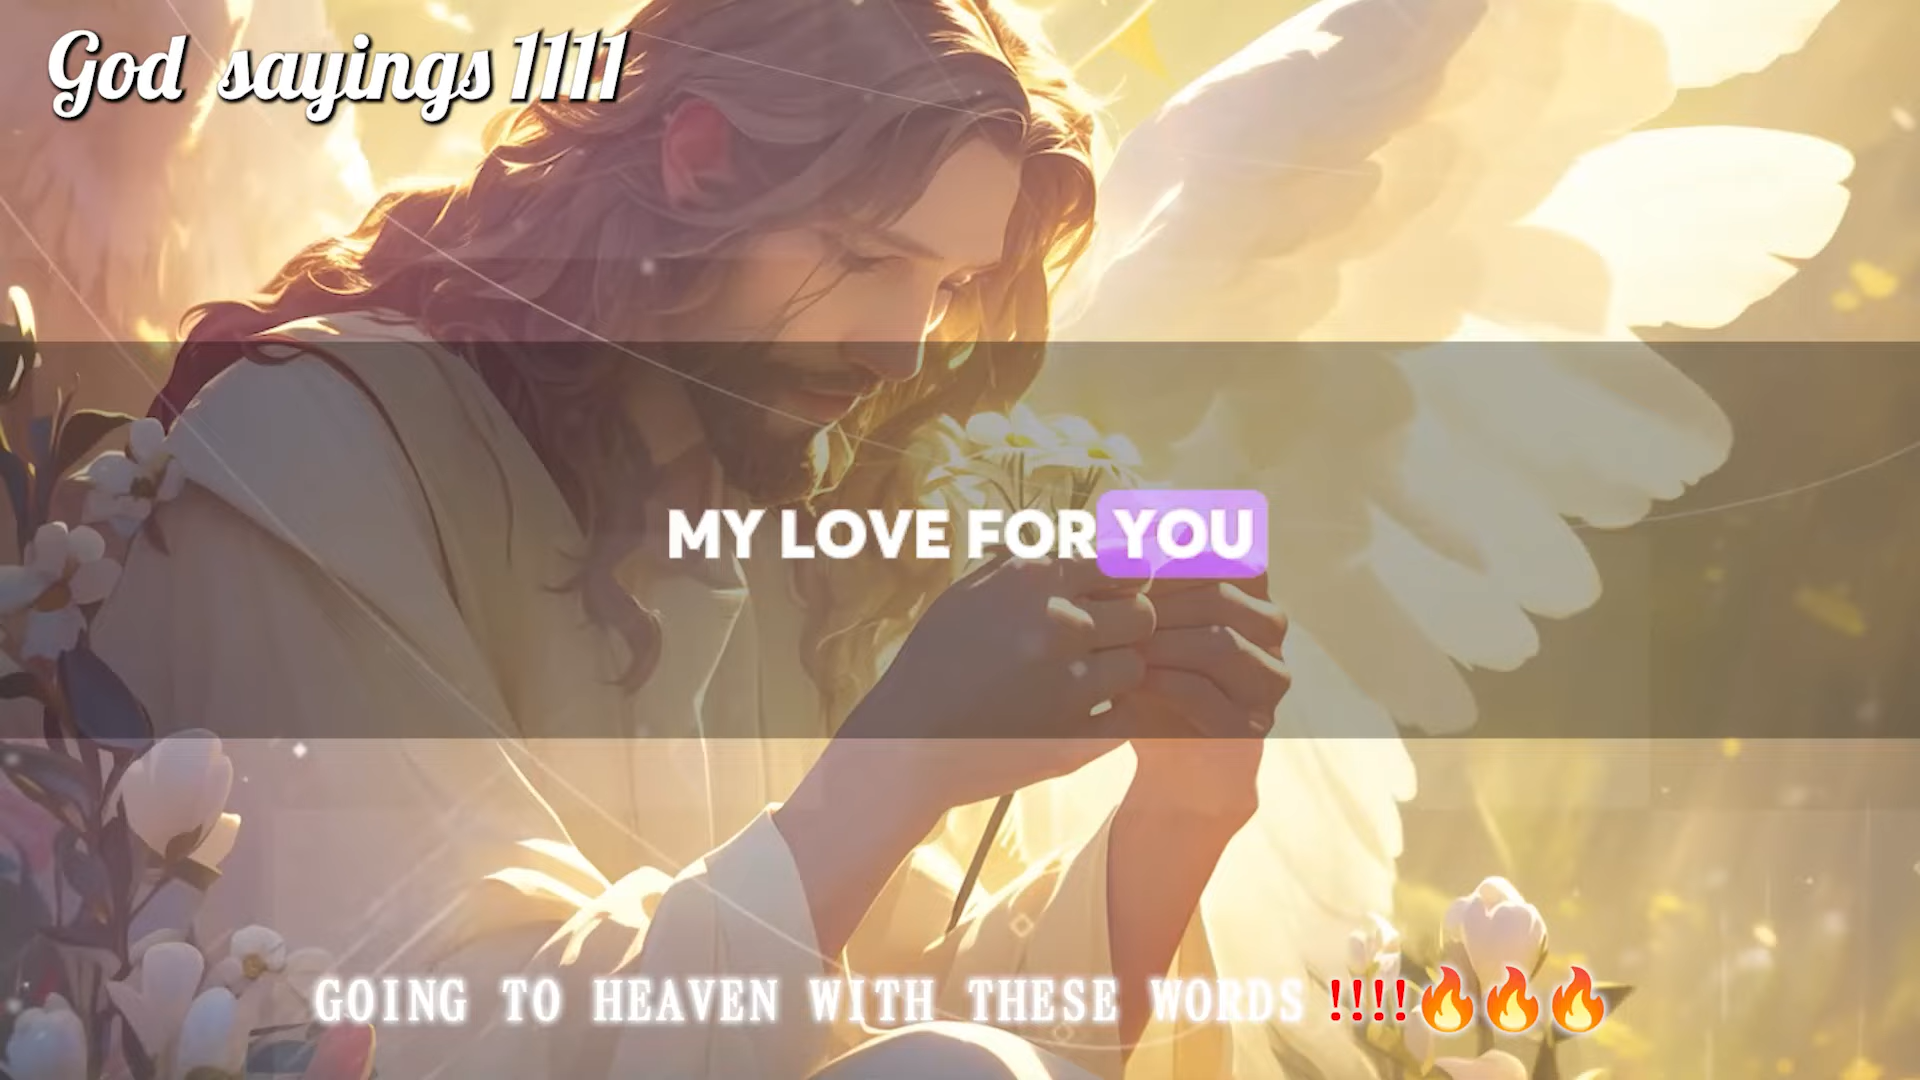 God sayings 1111
MY LOVE FOR YOU
GOING TO HEAVEN WITH THESE WORDS !!!!🔥🔥🔥